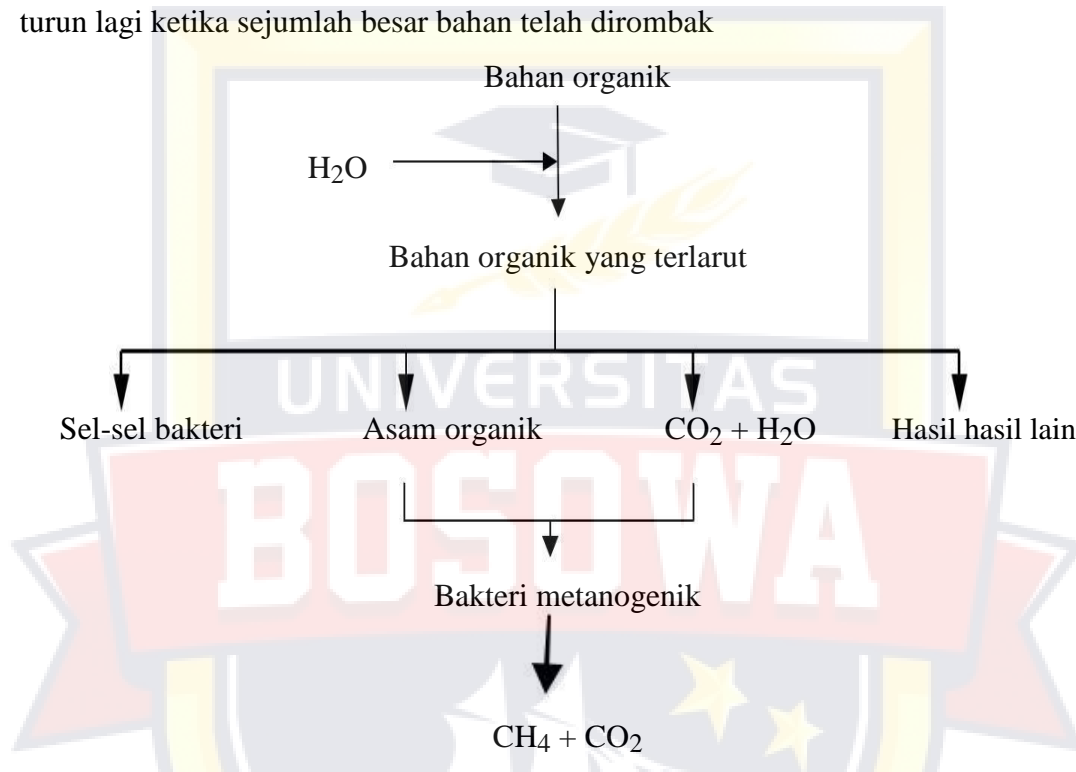 turun lagi ketika sejumlah besar bahan telah dirombak
Bahan organik
H2O
Bahan organik yang terlarut
UNIVERSITAS
Sel-sel bakteri Asam organik CO2 + H2O Hasil hasil lain
BOSOWA
Bakteri metanogenik
CH4 + CO2